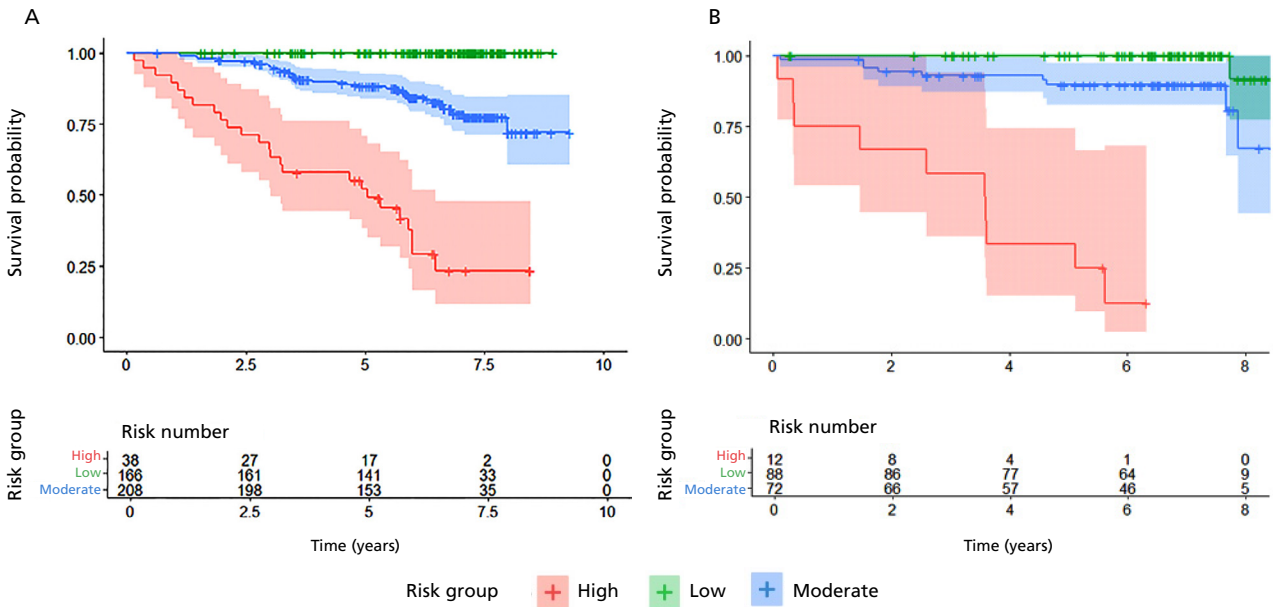 A
Survival probability
1.00
0.75
0.50
0.25
0.00
0 2.5 5 7.5 10
Risk group
Risk number
High 38 27 17 2 0
Low 166 161 141 33 0
Moderate 208 198 153 35 0
0 2.5 5 7.5 10
Time (years)
B
Survival probability
1.00
0.75
0.50
0.25
0.00
0 2 4 6 8
Risk group
Risk number
High 12 8 4 1 0
Low 88 86 77 64 9
Moderate 72 66 57 46 5
0 2 4 6 8
Time (years)
Risk group High Low Moderate